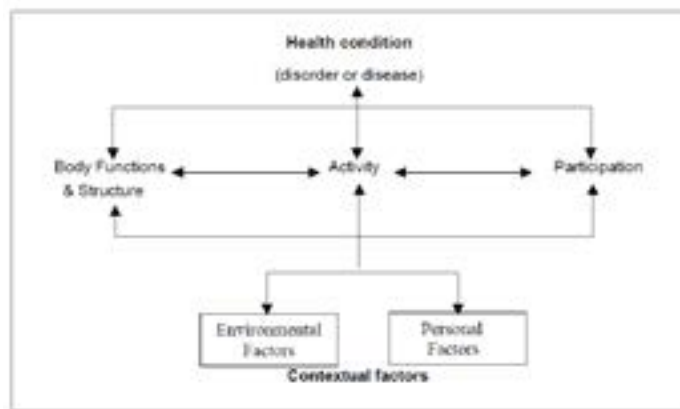 Health condition
(disorder or disease)
Body Functions
& Structure
Activity
Participation
Environmental
Factors
Personal
Factors
Contextual factors